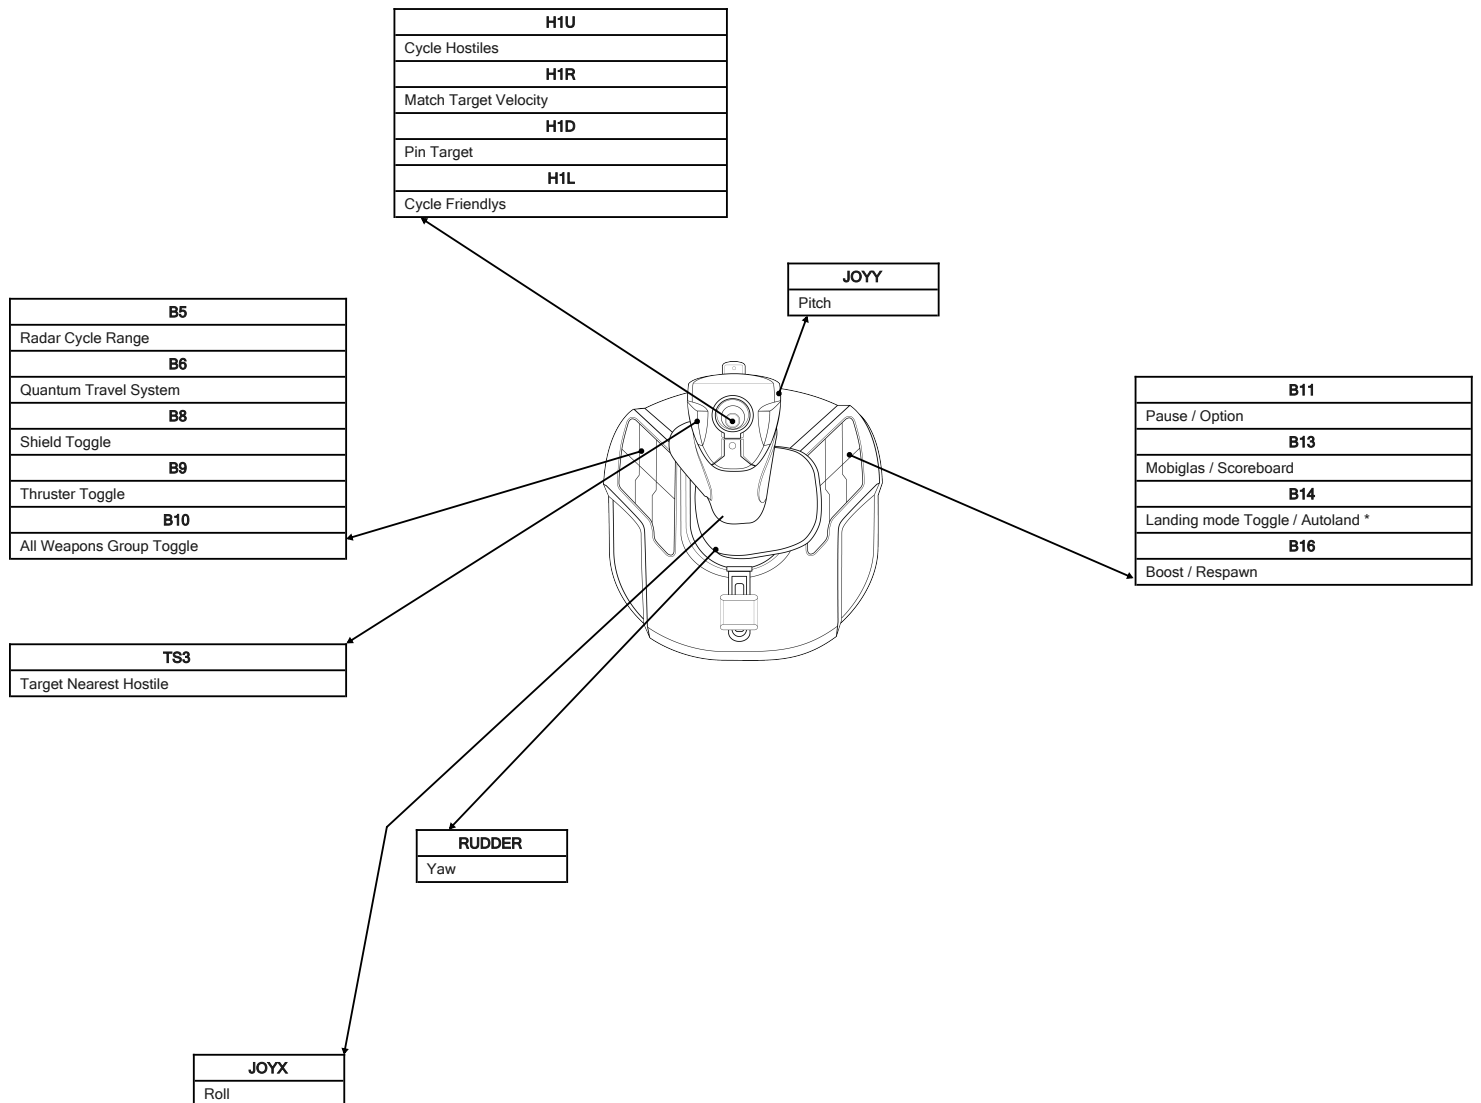 H1U
Cycle Hostiles
H1R
Match Target Velocity
H1D
Pin Target
H1L
Cycle Friendlys
JOYY
Pitch
B5
Radar Cycle Range
B6
Quantum Travel System
B8
Shield Toggle
B9
Thruster Toggle
B10
All Weapons Group Toggle
B11
Pause / Option
B13
Mobiglas / Scoreboard
B14
Landing mode Toggle / Autoland *
B16
Boost / Respawn
TS3
Target Nearest Hostile
RUDDER
Yaw
JOYX
Roll